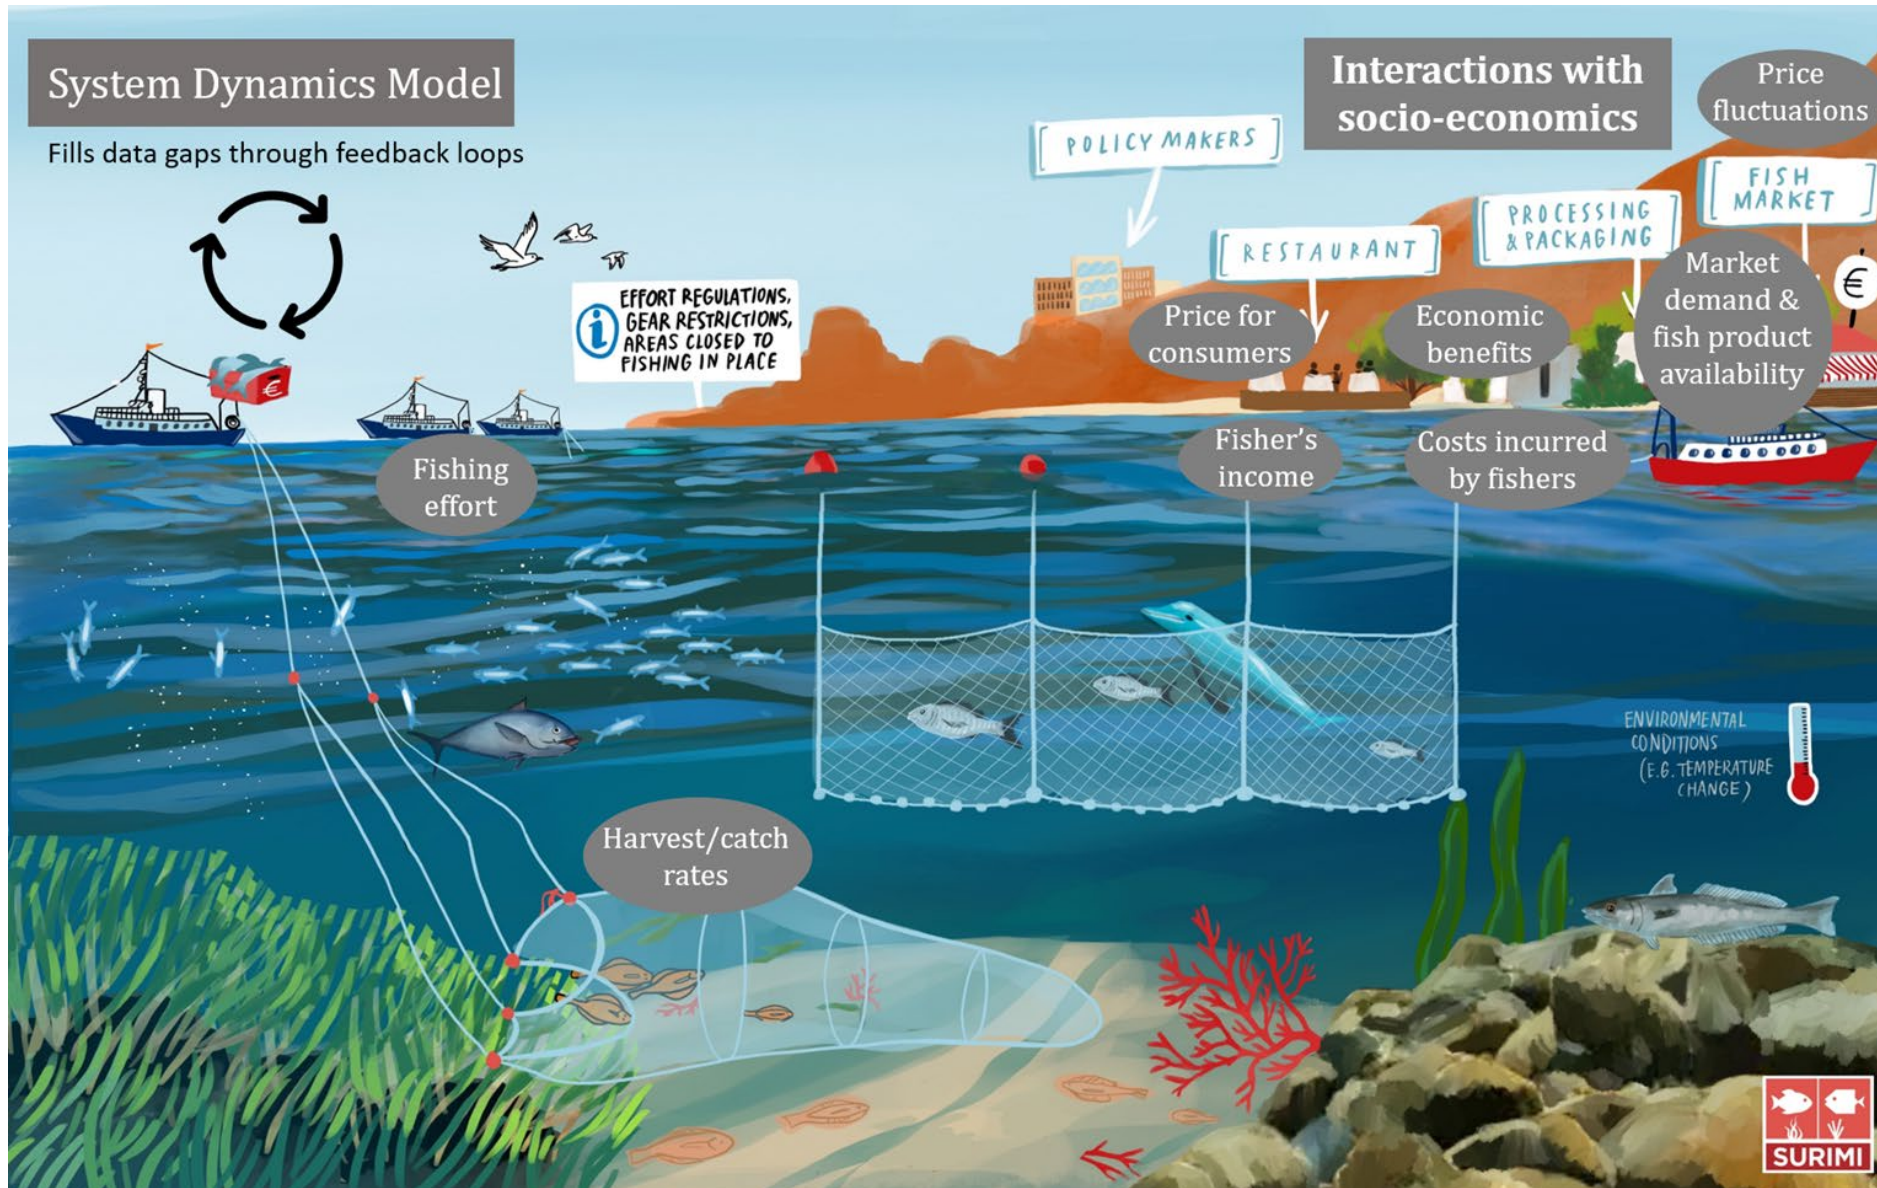 System Dynamics Model
Fills data gaps through feedback loops
Interactions with
socio-economics
Price
fluctuations
[ POLICY MAKERS ]
[ RESTAURANT ]
[ PROCESSING
& PACKAGING ]
[ FISH
MARKET ]
i
EFFORT REGULATIONS,
GEAR RESTRICTIONS,
AREAS CLOSED TO
FISHING IN PLACE
Price for
consumers
Economic
benefits
Market
demand &
fish product
availability
€
€
Fishing
effort
Fisher's
income
Costs incurred
by fishers
ENVIRONMENTAL
CONDITIONS
(E.G. TEMPERATURE
CHANGE)
Harvest/catch
rates
SURIMI